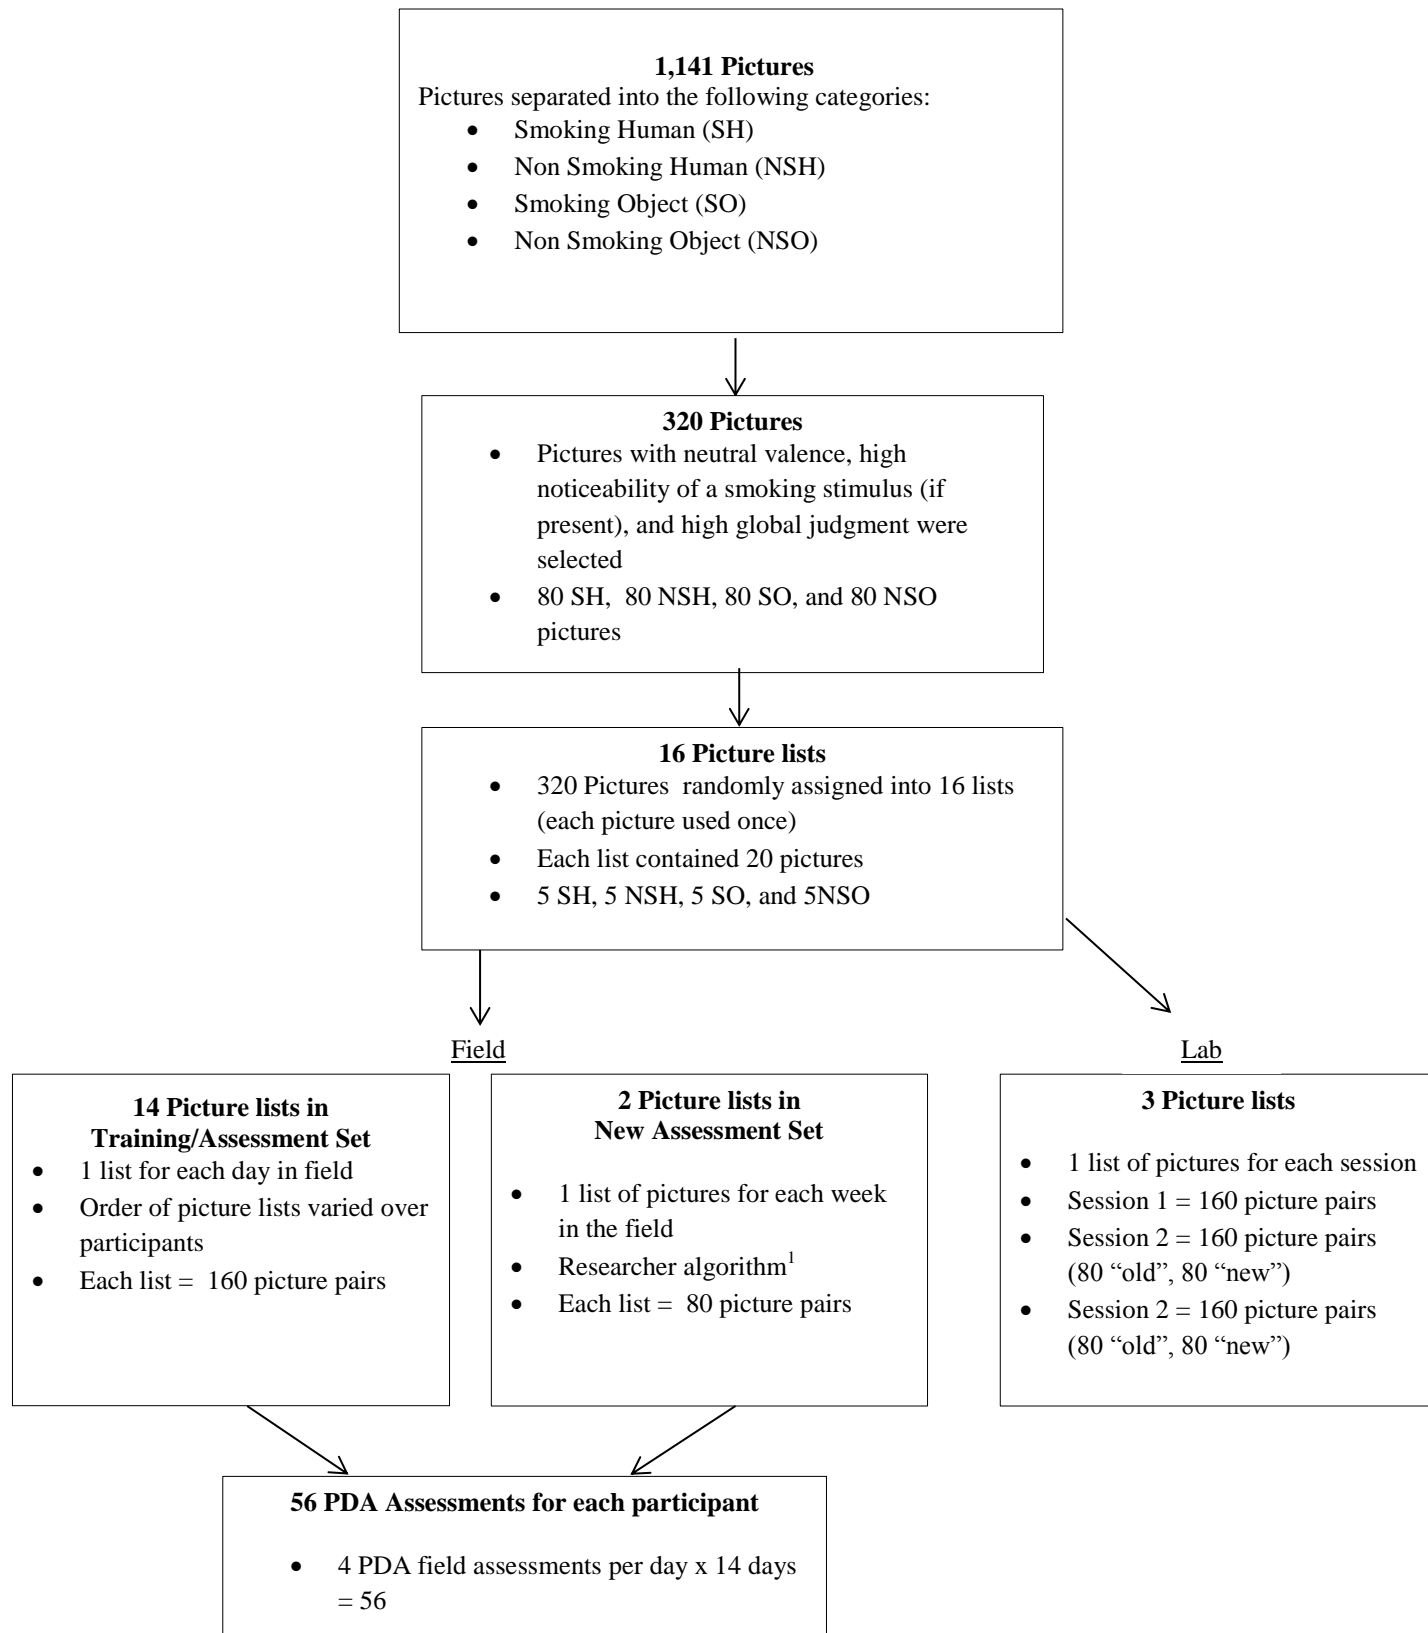 1,141 Pictures
Pictures separated into the following categories:
• Smoking Human (SH)
• Non Smoking Human (NSH)
• Smoking Object (SO)
• Non Smoking Object (NSO)
320 Pictures
• Pictures with neutral valence, high
noticeability of a smoking stimulus (if
present), and high global judgment were
selected
• 80 SH, 80 NSH, 80 SO, and 80 NSO
pictures
16 Picture lists
• 320 Pictures randomly assigned into 16 lists
(each picture used once)
• Each list contained 20 pictures
• 5 SH, 5 NSH, 5 SO, and 5NSO
Field
14 Picture lists in
Training/Assessment Set
• 1 list for each day in field
• Order of picture lists varied over
participants
• Each list = 160 picture pairs
2 Picture lists in
New Assessment Set
• 1 list of pictures for each week
in the field
• Researcher algorithm¹
• Each list = 80 picture pairs
Lab
3 Picture lists
• 1 list of pictures for each session
• Session 1 = 160 picture pairs
• Session 2 = 160 picture pairs
(80 “old”, 80 “new”)
• Session 2 = 160 picture pairs
(80 “old”, 80 “new”)
56 PDA Assessments for each participant
• 4 PDA field assessments per day x 14 days
= 56